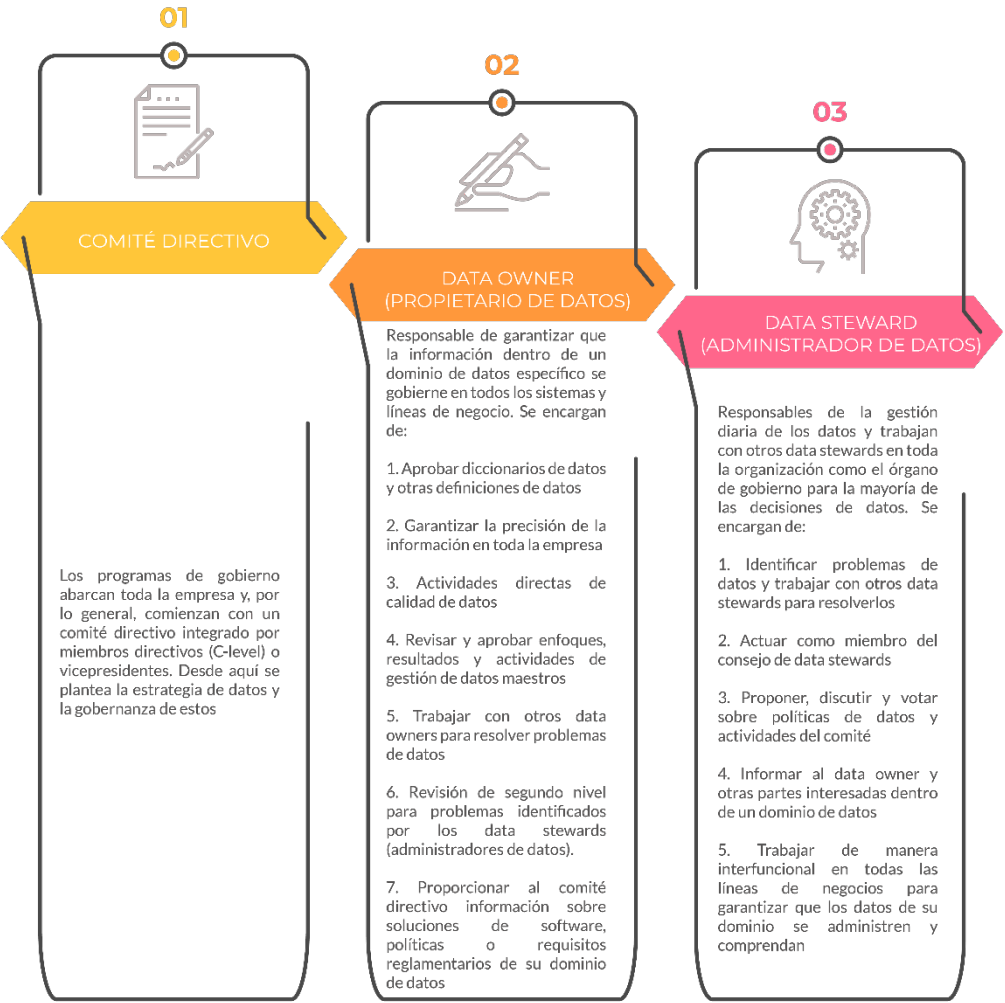 01
COMITÉ DIRECTIVO
Los programas de gobierno
abarcan toda la empresa y, por
lo general, comienzan con un
comité directivo integrado por
miembros directivos (C-level) o
vicepresidentes. Desde aquí se
plantea la estrategia de datos y
la gobernanza de estos
02
DATA OWNER
(PROPIETARIO DE DATOS)
Responsable de garantizar que
la información dentro de un
dominio de datos específico se
gobierne en todos los sistemas y
líneas de negocio. Se encargan
de:
1. Aprobar diccionarios de datos
y otras definiciones de datos
2. Garantizar la precisión de la
información en toda la empresa
3. Actividades directas de
calidad de datos
4. Revisar y aprobar enfoques,
resultados y actividades de
gestión de datos maestros
5. Trabajar con otros data
owners para resolver problemas
de datos
6. Revisión de segundo nivel
para problemas identificados
por los data stewards
(administradores de datos).
7. Proporcionar al comité
directivo información sobre
soluciones de software,
políticas o requisitos
reglamentarios de su dominio
de datos
03
DATA STEWARD
(ADMINISTRADOR DE DATOS)
Responsables de la gestión
diaria de los datos y trabajan
con otros data stewards en toda
la organización como el órgano
de gobierno para la mayoría de
las decisiones de datos. Se
encargan de:
1. Identificar problemas de
datos y trabajar con otros data
stewards para resolverlos
2. Actuar como miembro del
consejo de data stewards
3. Proponer, discutir y votar
sobre políticas de datos y
actividades del comité
4. Informar al data owner y
otras partes interesadas dentro
de un dominio de datos
5. Trabajar de manera
interfuncional en todas las
líneas de negocios para
garantizar que los datos de su
dominio se administren y
comprendan